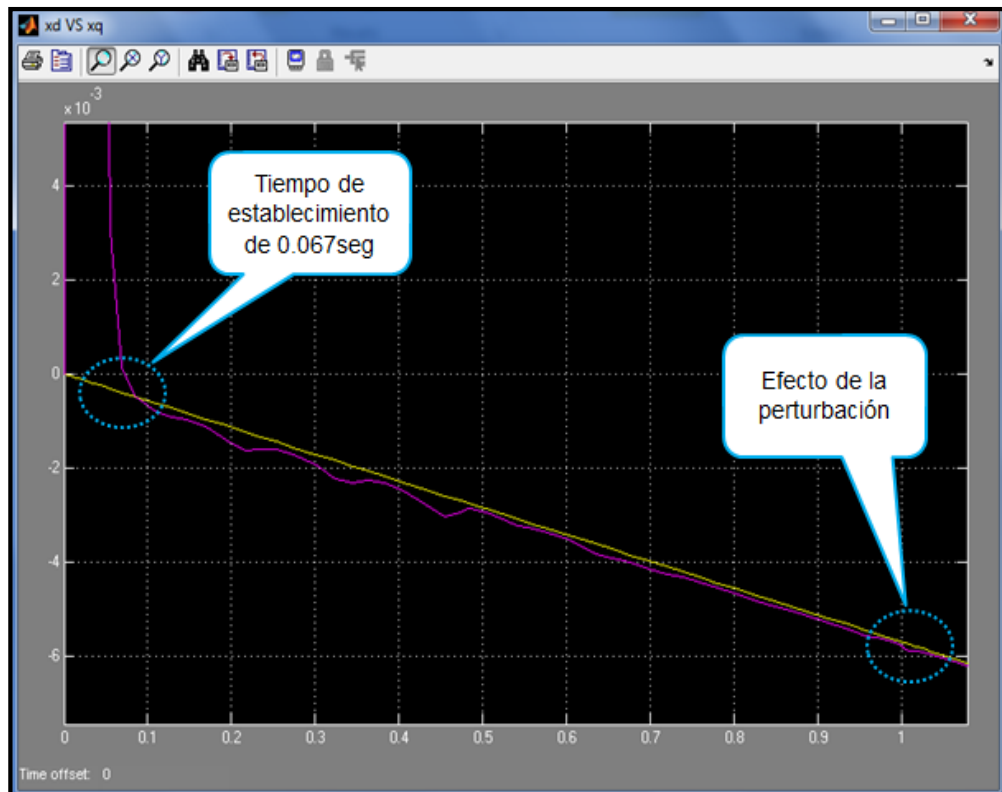 xd VS xq
x 10
-3
Tiempo de
establecimiento
de 0.067seg
Efecto de la
perturbación
4
2
0
-2
-4
-6
0 0.1 0.2 0.3 0.4 0.5 0.6 0.7 0.8 0.9 1
Time offset: 0